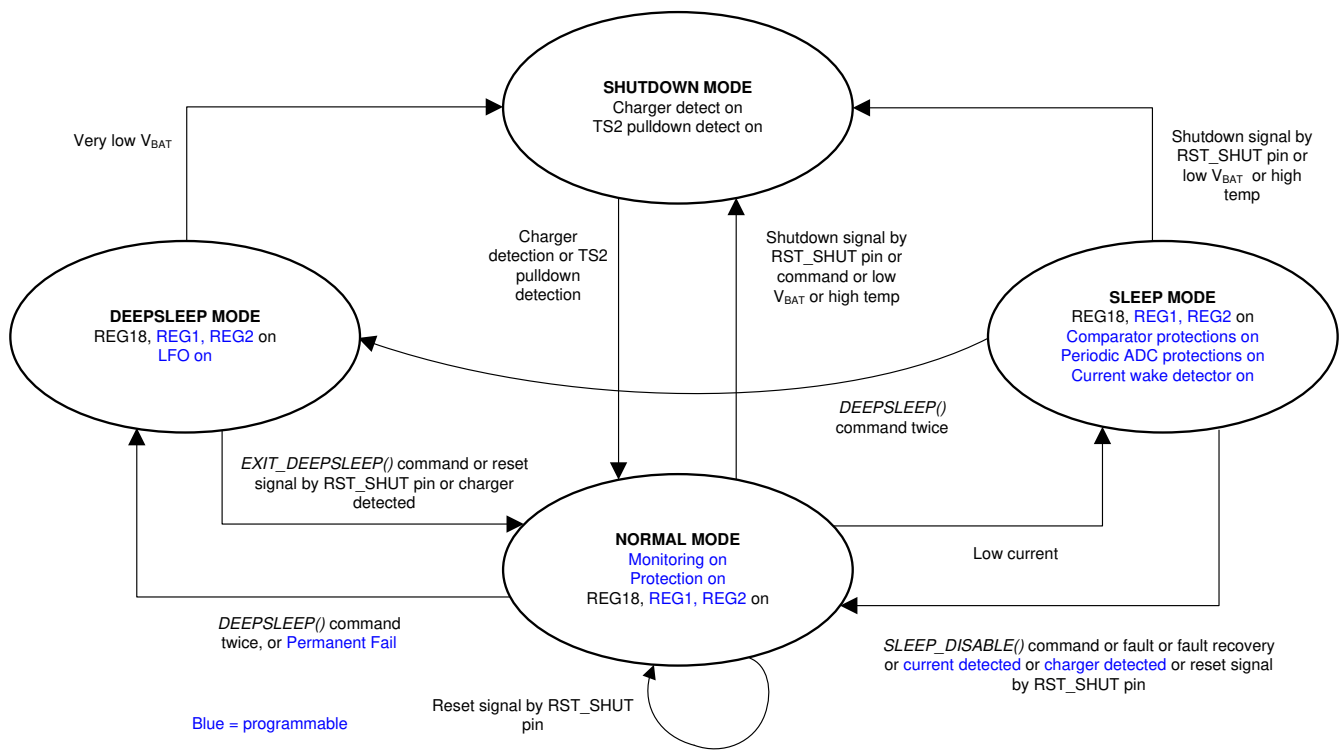 SHUTDOWN MODE
Charger detect on
TS2 pulldown detect on
Very low VBAT
Shutdown signal by
RST_SHUT pin or
low VBAT or high
temp
Charger
detection or TS2
pulldown
detection
Shutdown signal by
RST_SHUT pin or
command or low
VBAT or high temp
DEEPSLEEP MODE
REG18, REG1, REG2 on
LFO on
SLEEP MODE
REG18, REG1, REG2 on
Comparator protections on
Periodic ADC protections on
Current wake detector on
DEEPSLEEP()
command twice
EXIT_DEEPSLEEP() command or reset
signal by RST_SHUT pin or charger
detected
NORMAL MODE
Monitoring on
Protection on
REG18, REG1, REG2 on
Low current
DEEPSLEEP() command
twice, or Permanent Fail
SLEEP_DISABLE() command or fault or fault recovery
or current detected or charger detected or reset signal
by RST_SHUT pin
Reset signal by RST_SHUT
pin
Blue = programmable